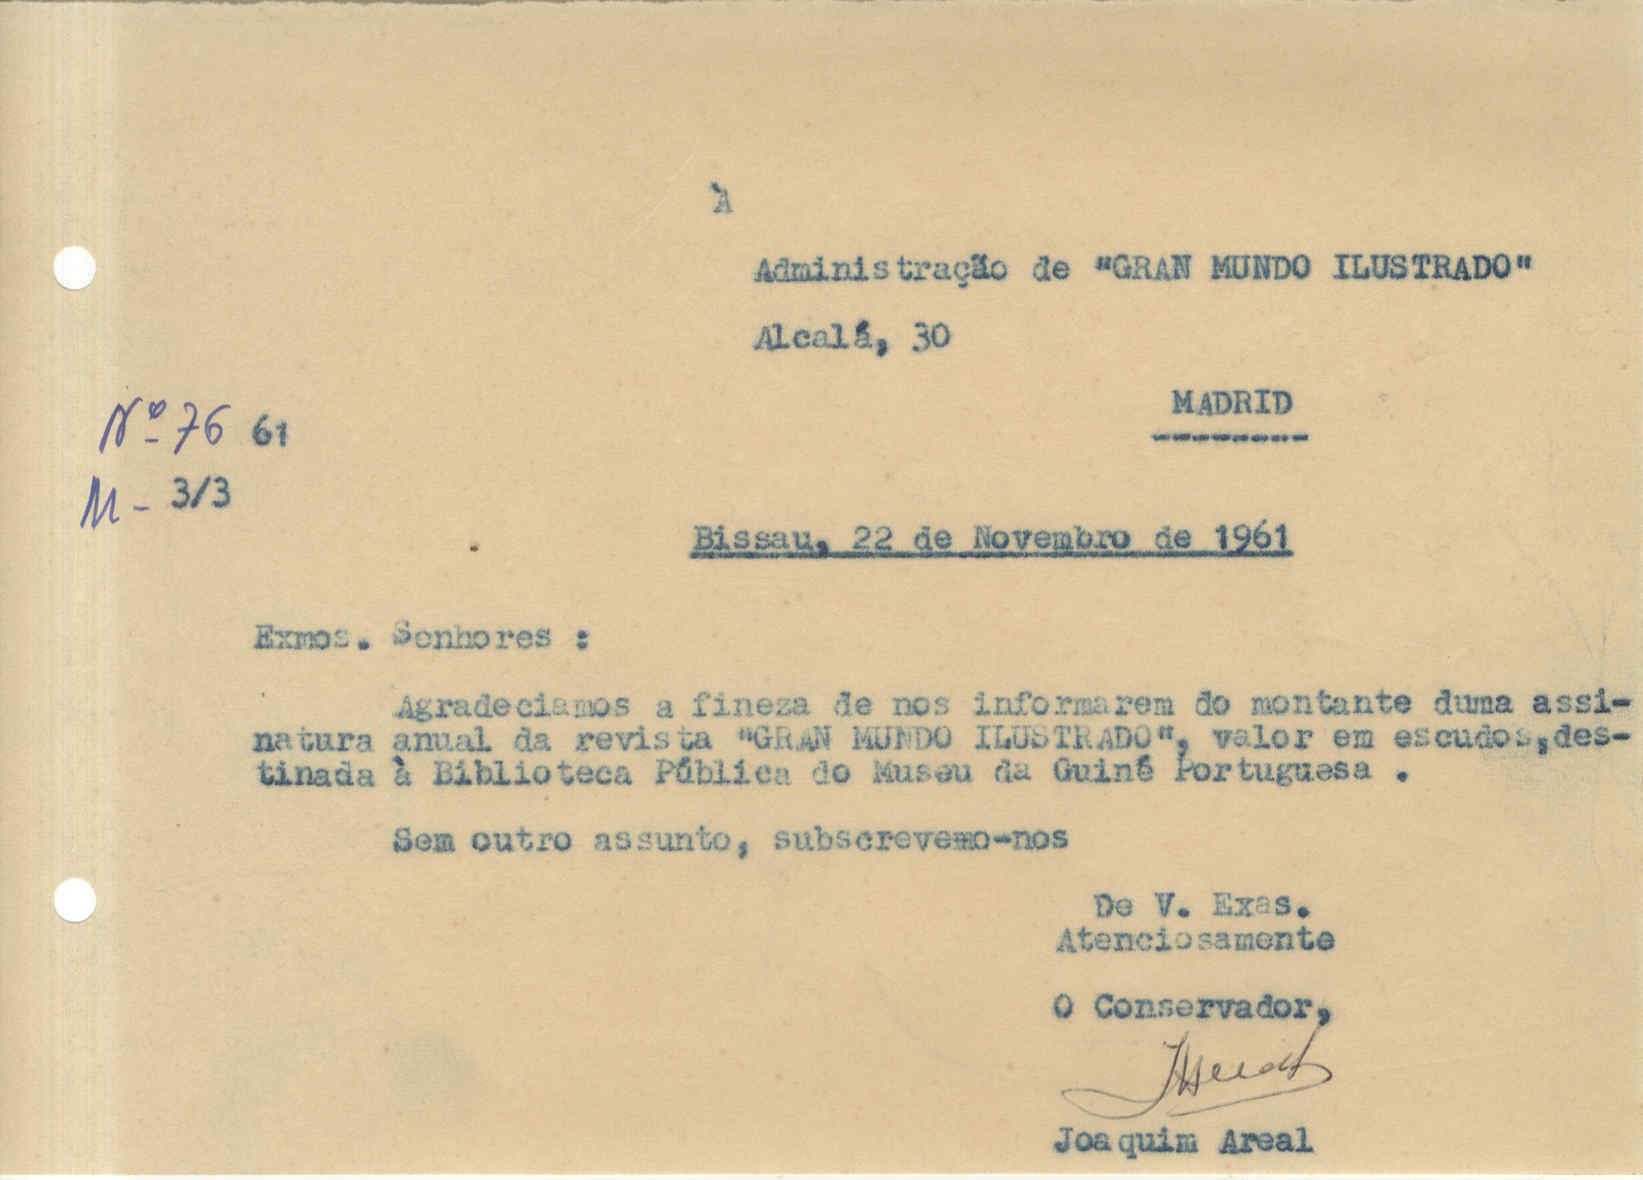 À
Administração de "GRAN MUNDO ILUSTRADO"
Alcalá, 30
MADRID
Nº 76 61
M - 3/3
Bissau, 22 de Novembro de 1961
Exmos. Senhores :
Agradeciamos a fineza de nos informarem do montante duma assi-
natura anual da revista "GRAN MUNDO ILUSTRADO", valor em escudos,des-
tinada à Biblioteca Pública do Museu da Guiné Portuguesa .
Sem outro assunto, subscrevemo-nos
De V. Exas.
Atenciosamente
O Conservador,
Joaquim Areal